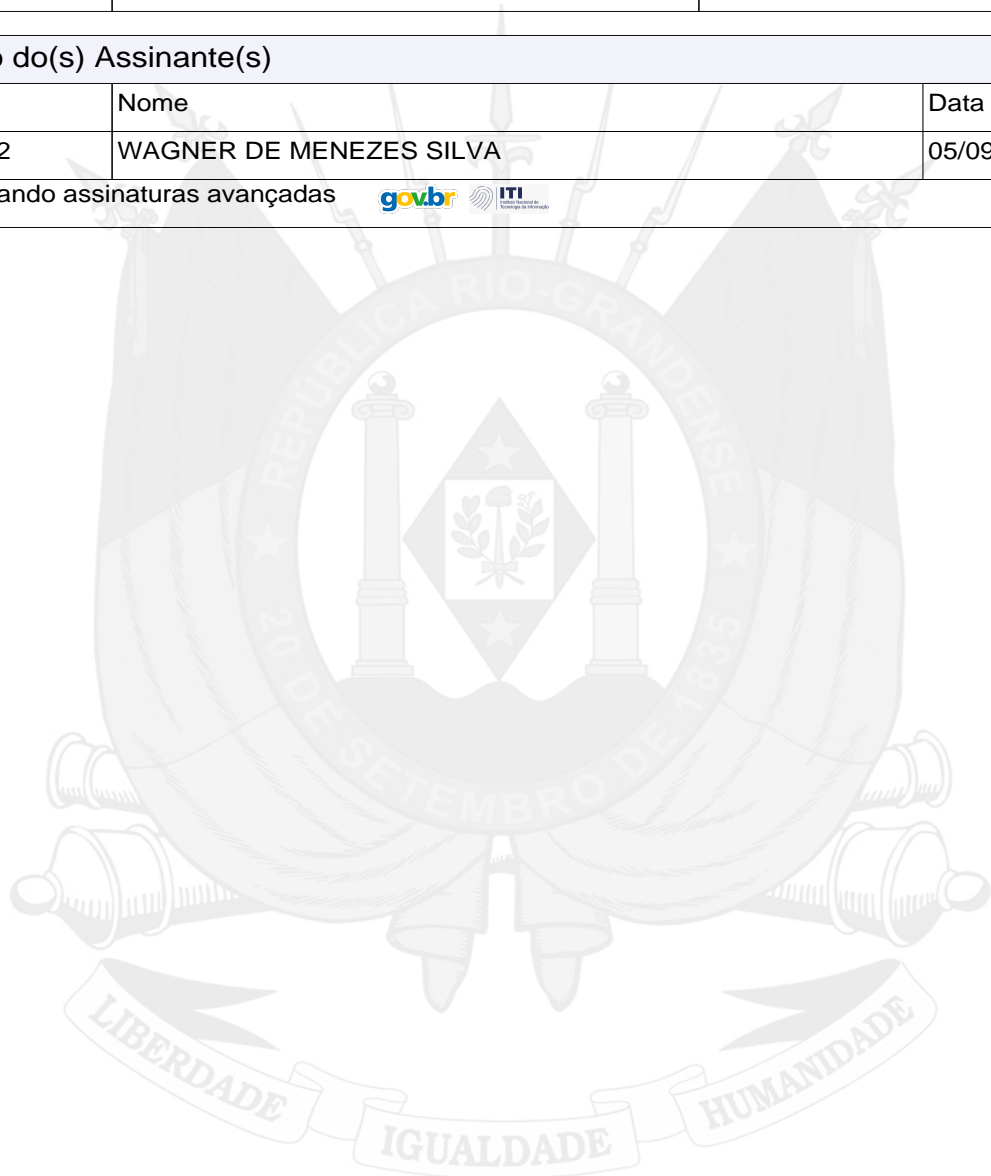 o do(s) Assinante(s)
Nome Data
2 WAGNER DE MENEZES SILVA 05/09
ando assinaturas avançadas gov.br ITI
REPÚBLICA RIO-GRANDENSE
20 DE SETEMBRO DE 1835
LIBERDADE IGUALDADE HUMANIDADE